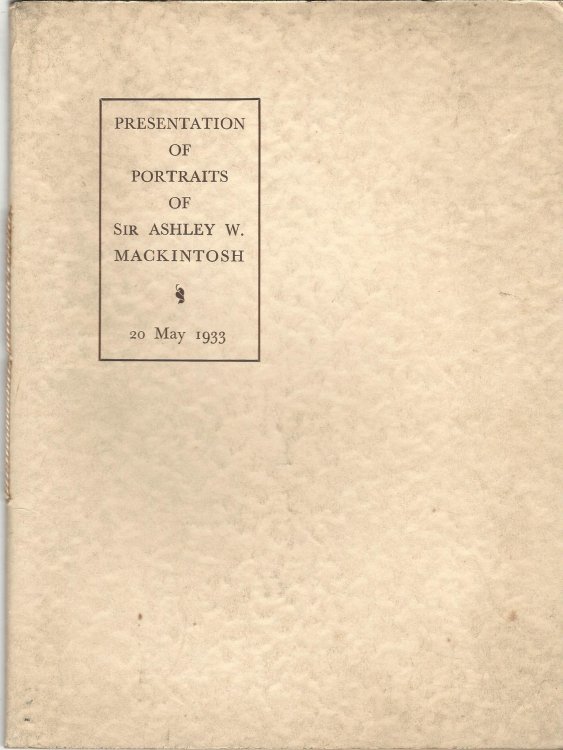 PRESENTATION
OF
PORTRAITS
OF
SIR ASHLEY W.
MACKINTOSH
20 May 1933